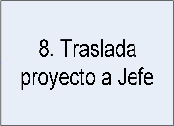 8. Traslada
proyecto a Jefe